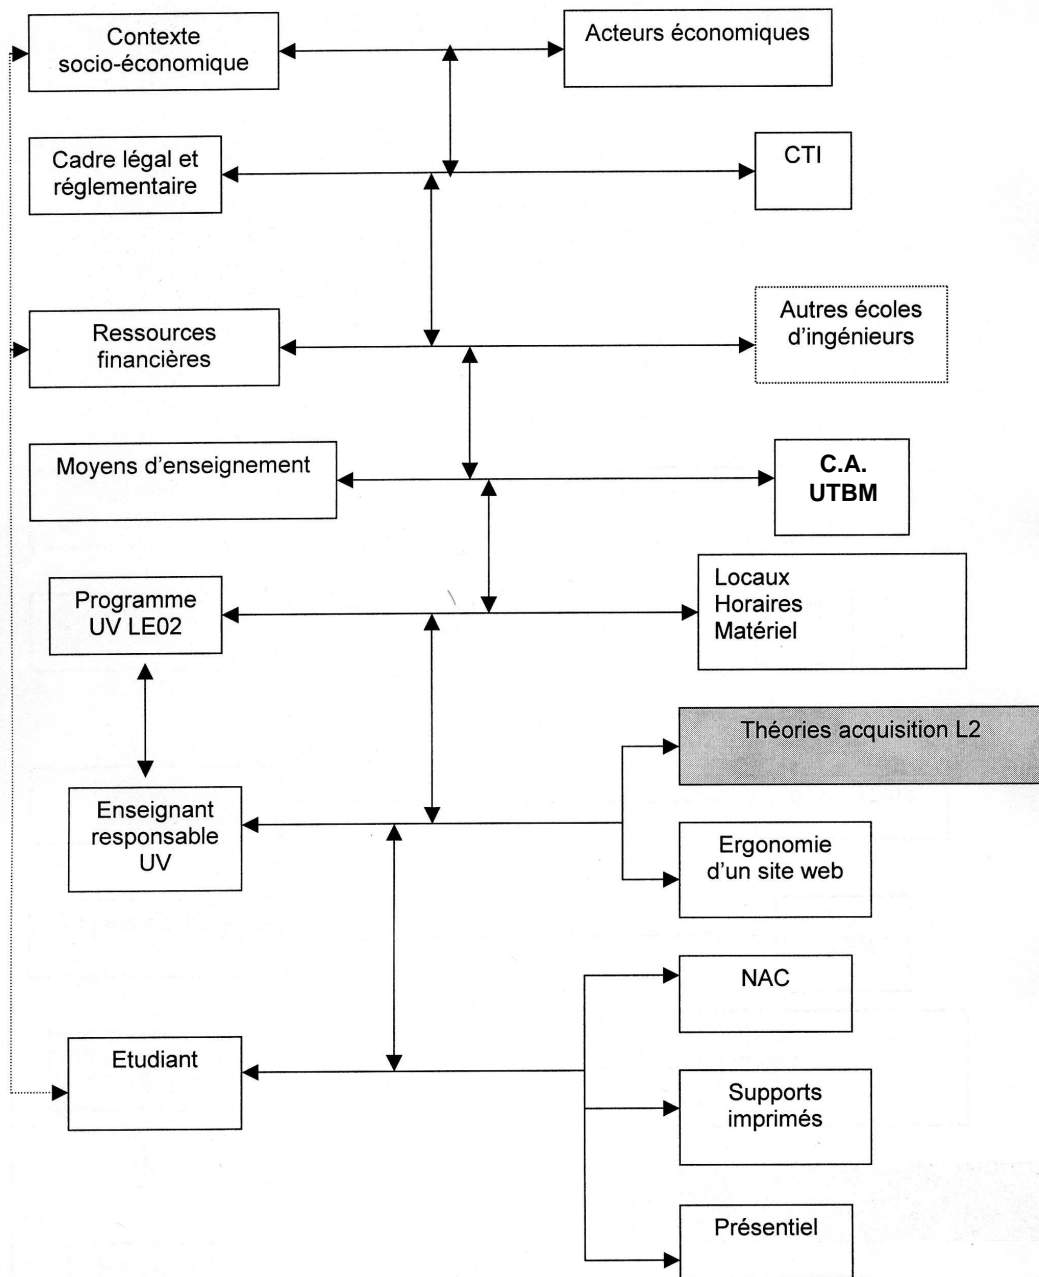 Contexte
socio-économique
Acteurs économiques
Cadre légal et
réglementaire
CTI
Ressources
financières
Autres écoles
d'ingénieurs
Moyens d'enseignement
C.A.
UTBM
Programme
UV LE02
Locaux
Horaires
Matériel
Théories acquisition L2
Enseignant
responsable
UV
Ergonomie
d'un site web
NAC
Etudiant
Supports
imprimés
Présentiel